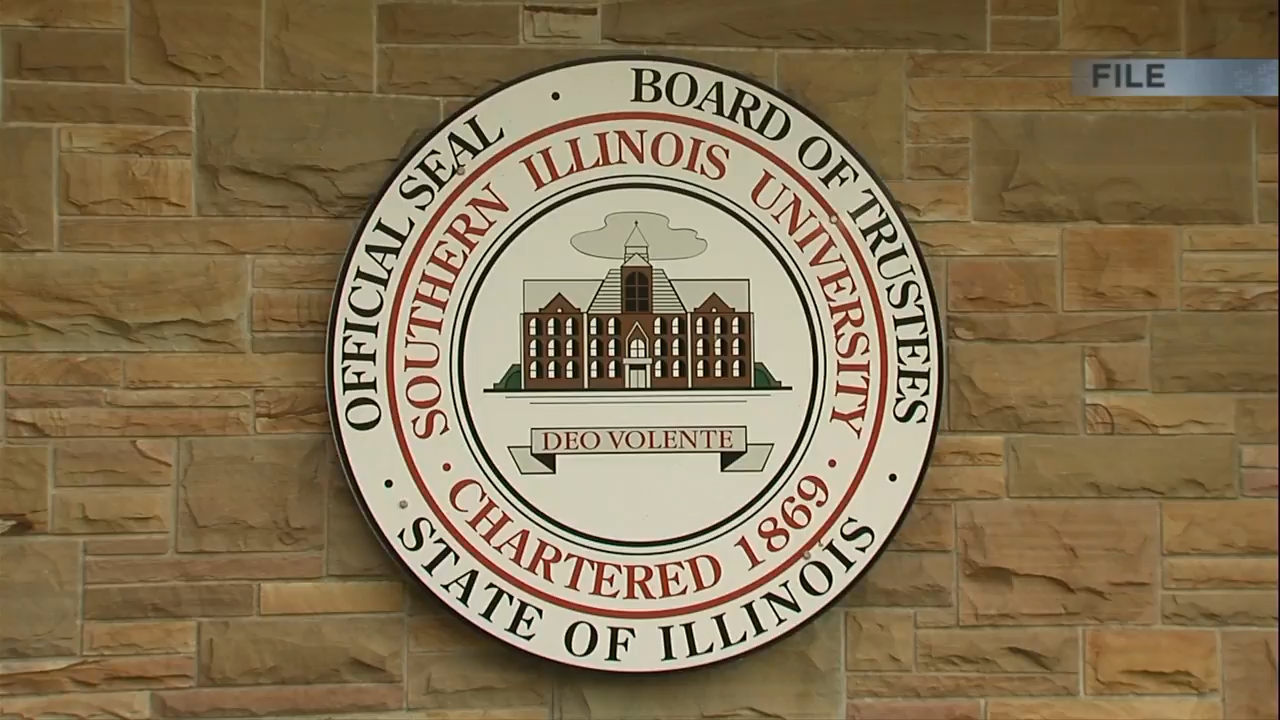 FILE
OFFICIAL SEAL · BOARD OF TRUSTEES ·
STATE OF ILLINOIS ·
SOUTHERN ILLINOIS UNIVERSITY ·
CHARTERED 1869 ·
DEO VOLENTE